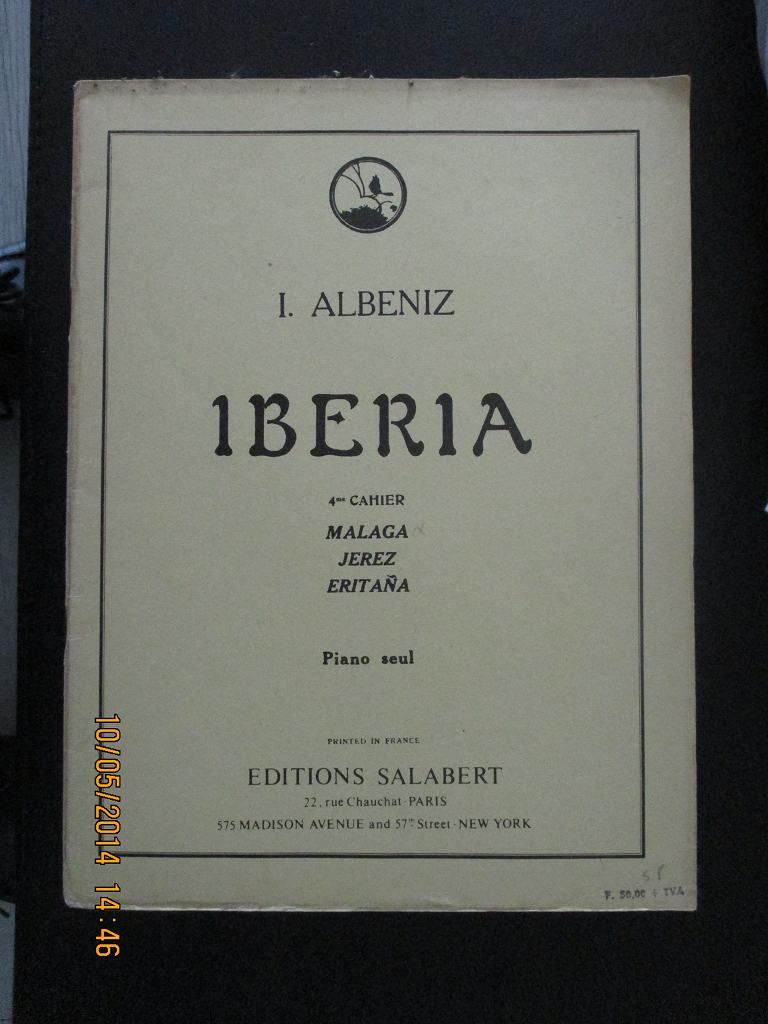 I. ALBENIZ
IBERIA
4me CAHIER
MALAGA
JEREZ
ERITAÑA
Piano seul
PRINTED IN FRANCE
EDITIONS SALABERT
22, rue Chauchat-PARIS
575 MADISON AVENUE and 57th Street - NEW YORK
F. 50,00 + TVA
10/05/2014 14:46